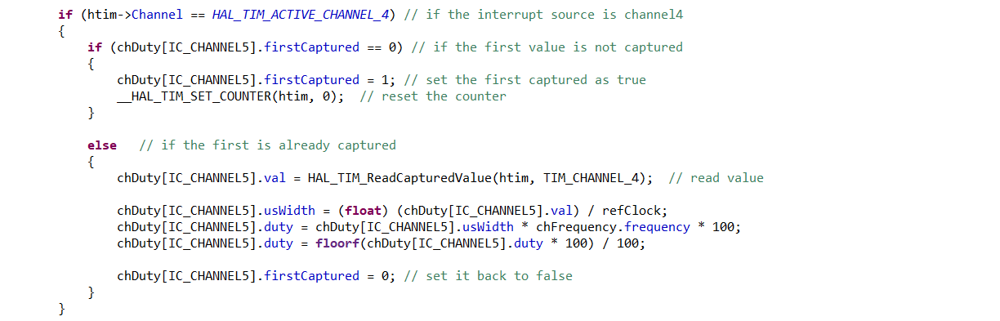 if (htim->Channel == HAL_TIM_ACTIVE_CHANNEL_4) // if the interrupt source is channel4
{
if (chDuty[IC_CHANNEL5].firstCaptured == 0) // if the first value is not captured
{
chDuty[IC_CHANNEL5].firstCaptured = 1; // set the first captured as true
__HAL_TIM_SET_COUNTER(htim, 0);  // reset the counter
}
else   // if the first is already captured
{
chDuty[IC_CHANNEL5].val = HAL_TIM_ReadCapturedValue(htim, TIM_CHANNEL_4);  // read value
chDuty[IC_CHANNEL5].usWidth = (float) (chDuty[IC_CHANNEL5].val) / refClock;
chDuty[IC_CHANNEL5].duty = chDuty[IC_CHANNEL5].usWidth * chFrequency.frequency * 100;
chDuty[IC_CHANNEL5].duty = floorf(chDuty[IC_CHANNEL5].duty * 100) / 100;
chDuty[IC_CHANNEL5].firstCaptured = 0; // set it back to false
}
}